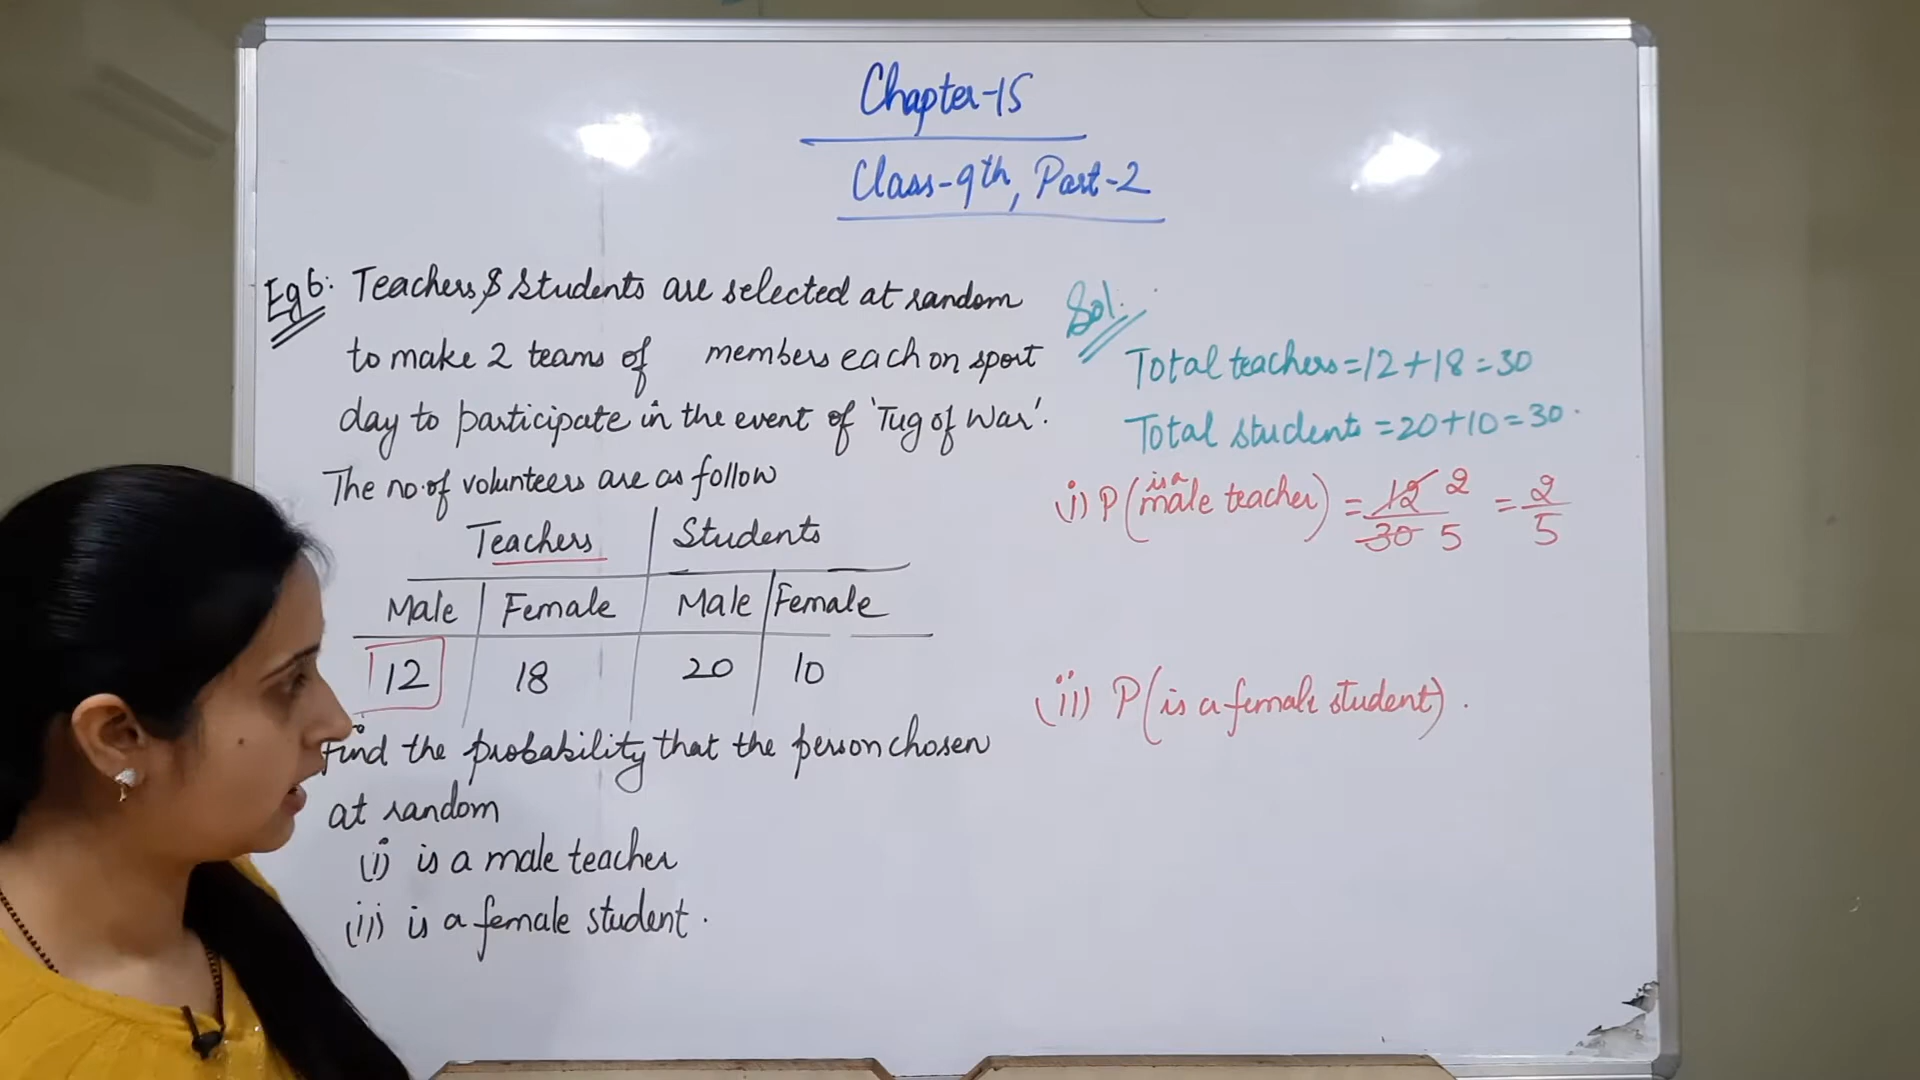 Chapter-15
Class-9th, Part-2
Eg 6: Teachers & Students are selected at random
to make 2 teams of members each on sport
day to participate in the event of 'Tug of War'.
The no. of volunteers are as follow
Teachers Students
Male Female Male Female
12 18 20 10
Find the probability that the person chosen
at random
(i) is a male teacher
(ii) is a female student.
Sol:
Total teachers = 12+18 = 30
Total students = 20+10 = 30.
(i) P(is a male teacher) = 12/30 2/5 = 2/5
(ii) P(is a female student).